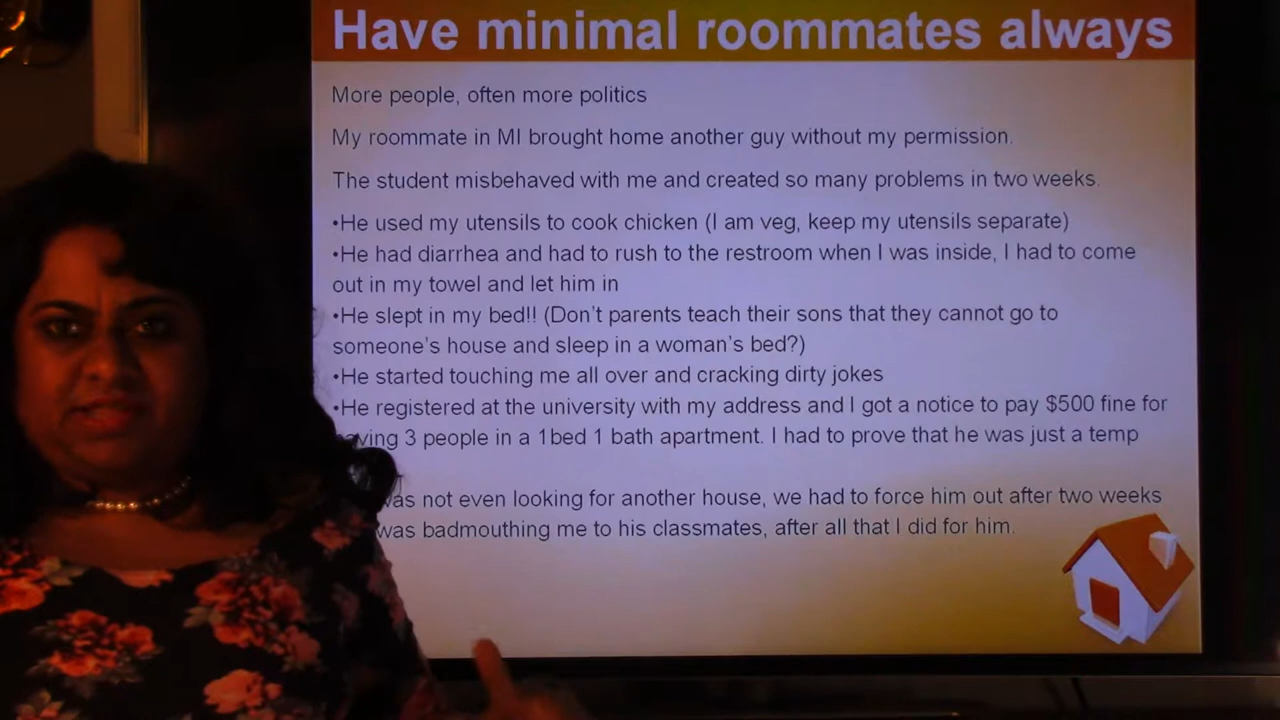 Have minimal roommates always
More people, often more politics
My roommate in MI brought home another guy without my permission.
The student misbehaved with me and created so many problems in two weeks.
•He used my utensils to cook chicken (I am veg, keep my utensils separate)
•He had diarrhea and had to rush to the restroom when I was inside, I had to come
out in my towel and let him in
•He slept in my bed!! (Don't parents teach their sons that they cannot go to
someone's house and sleep in a woman's bed?)
•He started touching me all over and cracking dirty jokes
•He registered at the university with my address and I got a notice to pay $500 fine for
3 people in a 1bed 1 bath apartment. I had to prove that he was just a temp
was not even looking for another house, we had to force him out after two weeks
was badmouthing me to his classmates, after all that I did for him.